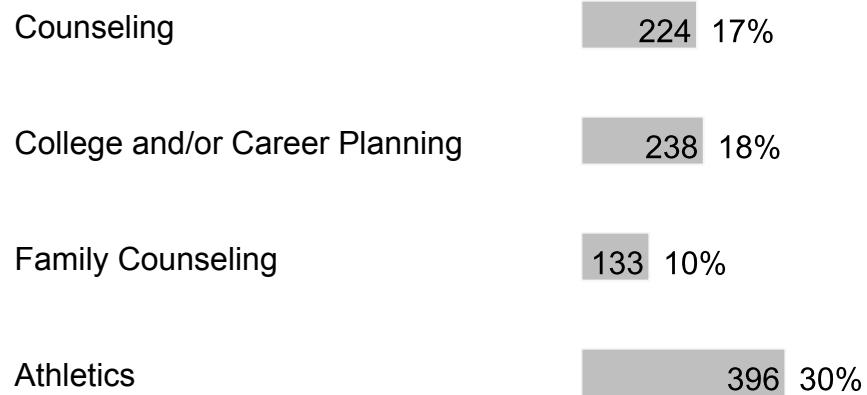 Counseling 224 17%
College and/or Career Planning 238 18%
Family Counseling 133 10%
Athletics 396 30%